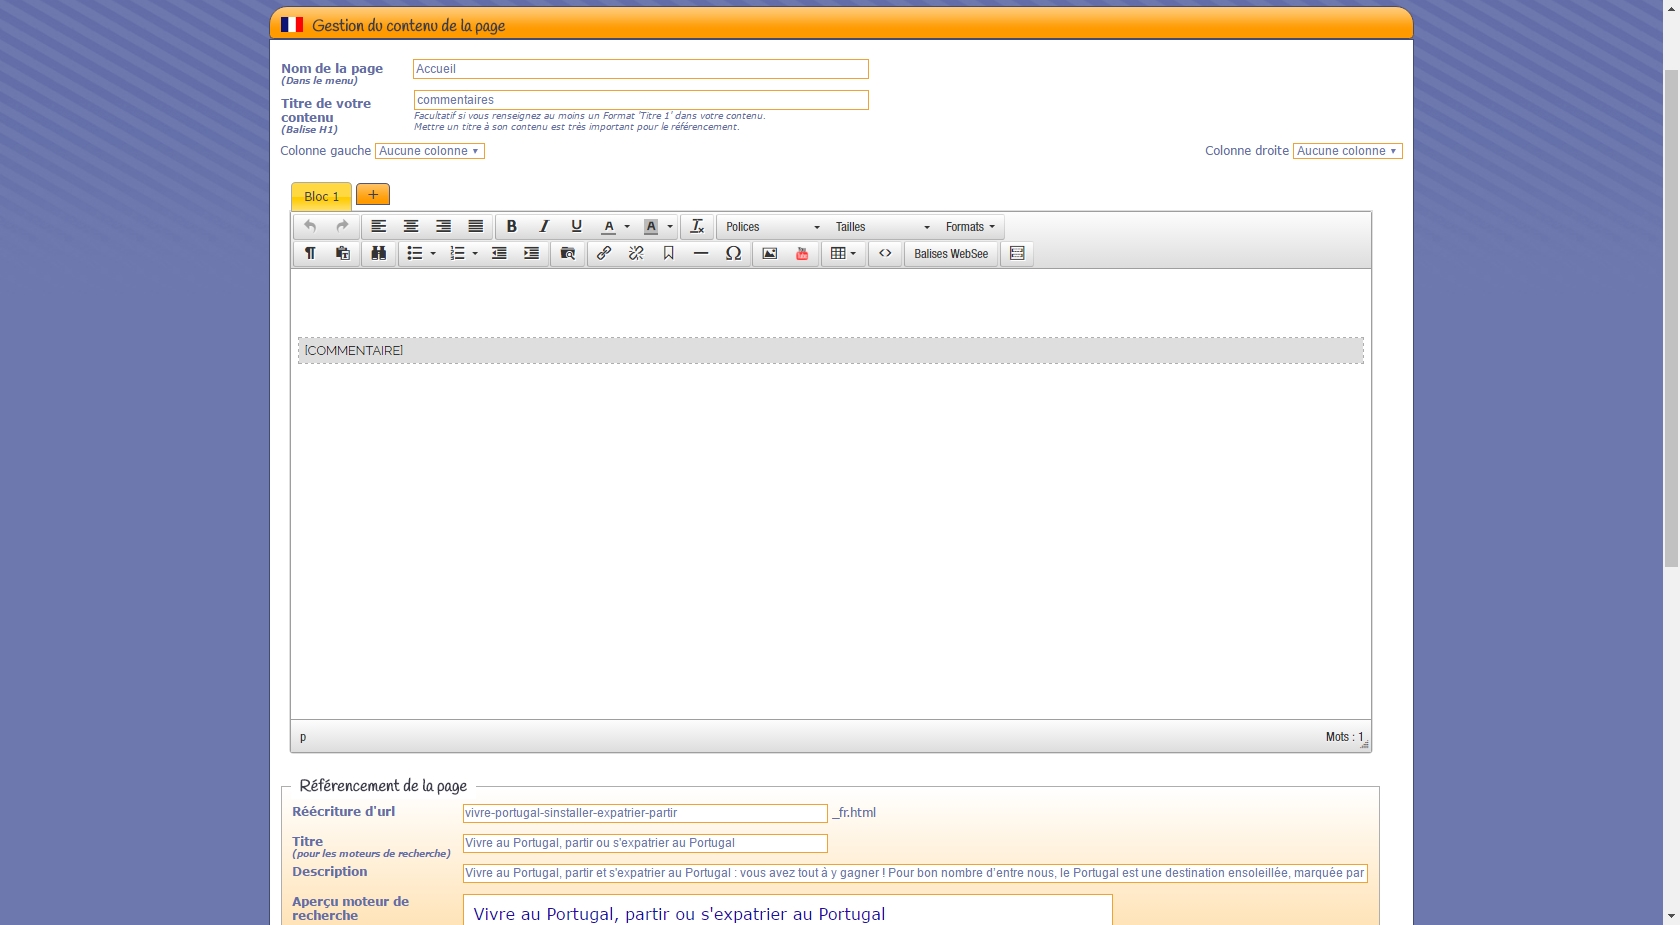 Gestion du contenu de la page
Nom de la page
(Dans le menu)
Accueil
Titre de votre
contenu
(Balise H1)
commentaires
Facultatif si vous renseignez au moins un Format 'Titre 1' dans votre contenu.
Mettre un titre à son contenu est très important pour le référencement.
Colonne gauche Aucune colonne
Colonne droite Aucune colonne
Bloc 1 +
B I U A A Polices Tailles Formats
Balises WebSee
[COMMENTAIRE]
p
Mots : 1
Référencement de la page
Réécriture d'url
vivre-portugal-sinstaller-expatrier-partir _fr.html
Titre
(pour les moteurs de recherche)
Vivre au Portugal, partir ou s'expatrier au Portugal
Description
Vivre au Portugal, partir et s'expatrier au Portugal : vous avez tout à y gagner ! Pour bon nombre d'entre nous, le Portugal est une destination ensoleillée, marquée par
Aperçu moteur de
recherche
Vivre au Portugal, partir ou s'expatrier au Portugal